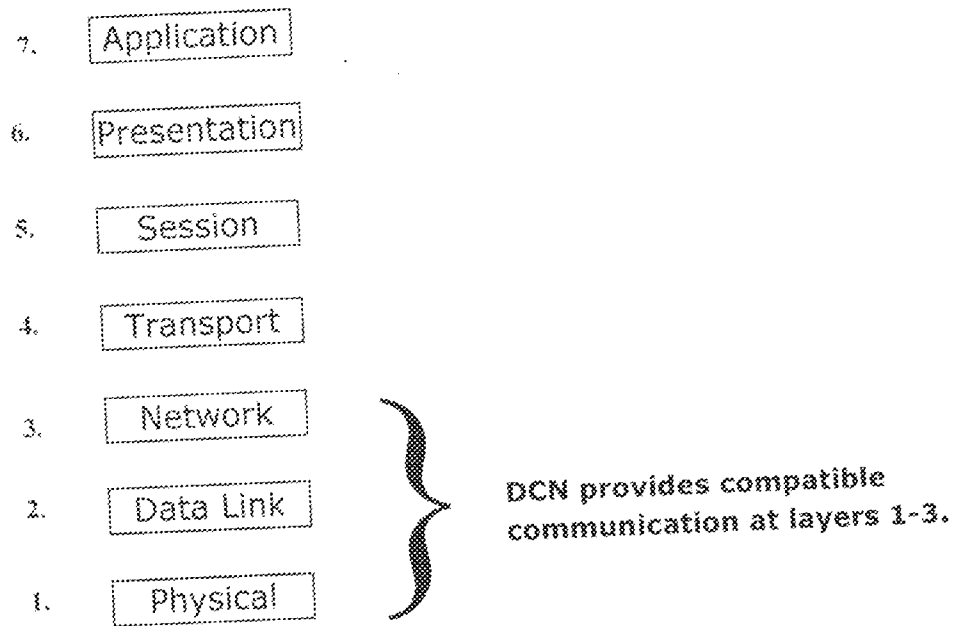 7. Application
6. Presentation
5. Session
4. Transport
3. Network
2. Data Link
1. Physical
DCN provides compatible
communication at layers 1-3.